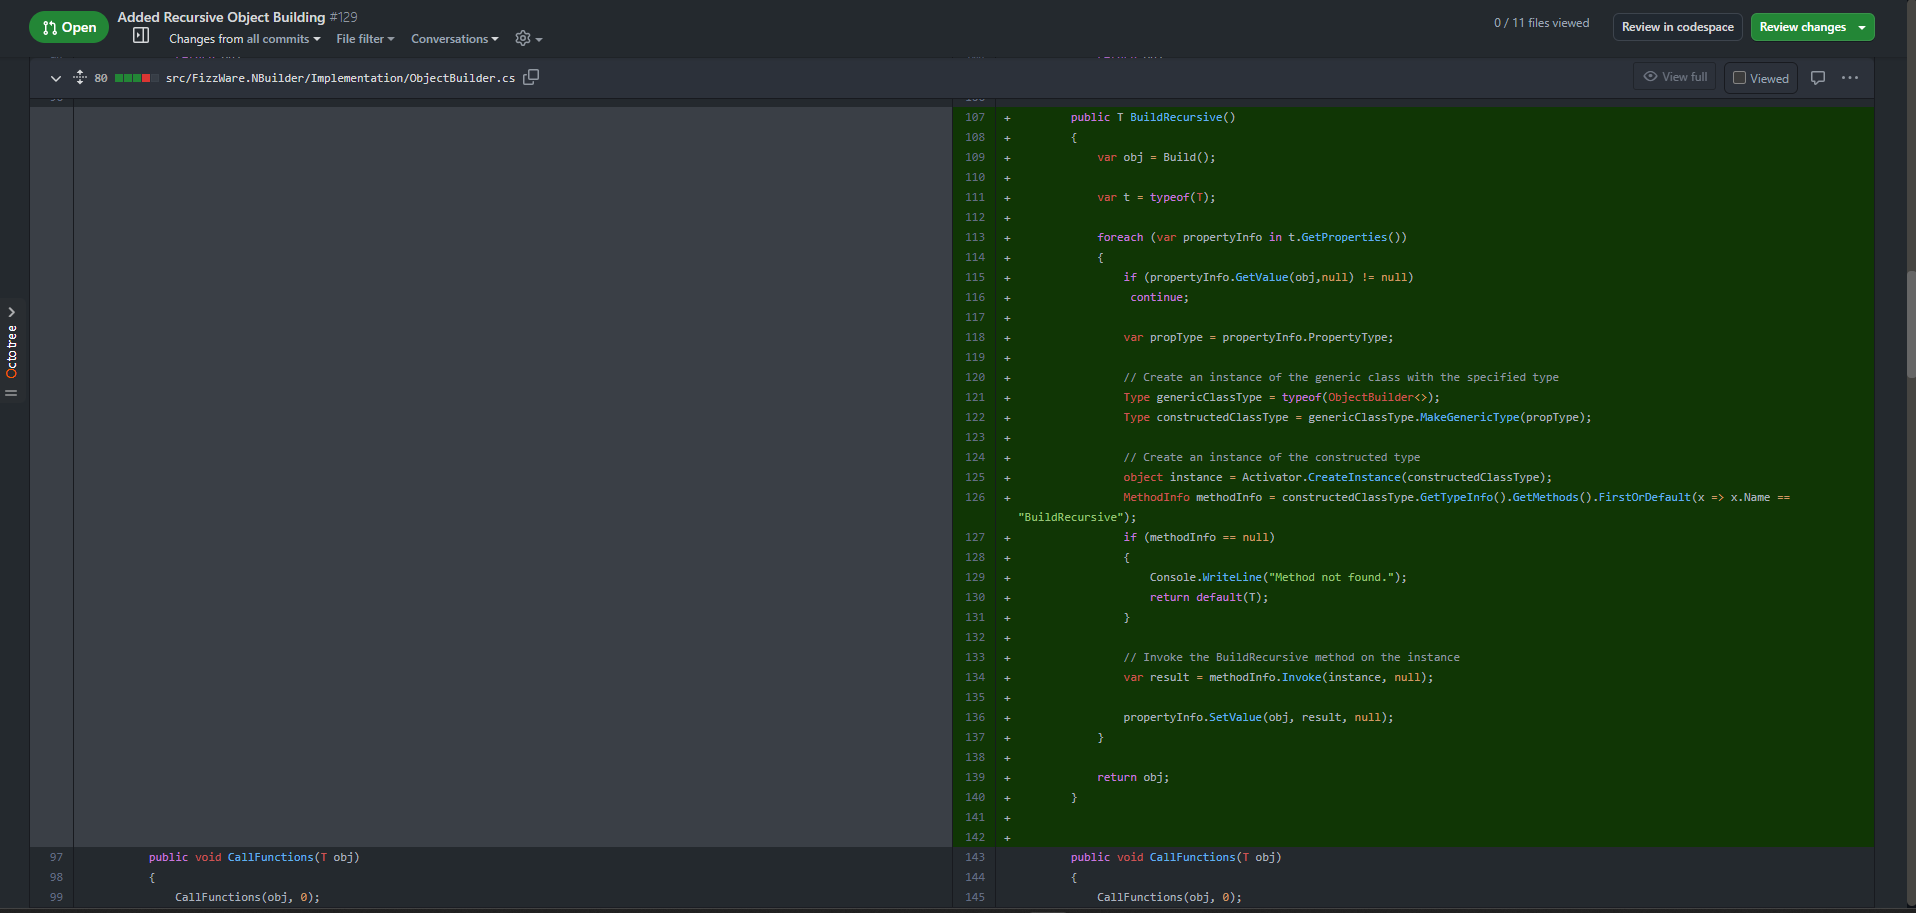 Open
Added Recursive Object Building #129
Changes from all commits File filter Conversations
0 / 11 files viewed
Review in codespace
Review changes
80 src/FizzWare.NBuilder/Implementation/ObjectBuilder.cs
View full
Viewed
Octotree
107 + public T BuildRecursive()
108 + {
109 + var obj = Build();
110 +
111 + var t = typeof(T);
112 +
113 + foreach (var propertyInfo in t.GetProperties())
114 + {
115 + if (propertyInfo.GetValue(obj,null) != null)
116 + continue;
117 +
118 + var propType = propertyInfo.PropertyType;
119 +
120 + // Create an instance of the generic class with the specified type
121 + Type genericClassType = typeof(ObjectBuilder<>);
122 + Type constructedClassType = genericClassType.MakeGenericType(propType);
123 +
124 + // Create an instance of the constructed type
125 + object instance = Activator.CreateInstance(constructedClassType);
126 + MethodInfo methodInfo = constructedClassType.GetTypeInfo().GetMethods().FirstOrDefault(x => x.Name ==
"BuildRecursive");
127 + if (methodInfo == null)
128 + {
129 + Console.WriteLine("Method not found.");
130 + return default(T);
131 + }
132 +
133 + // Invoke the BuildRecursive method on the instance
134 + var result = methodInfo.Invoke(instance, null);
135 +
136 + propertyInfo.SetValue(obj, result, null);
137 + }
138 +
139 + return obj;
140 + }
141 +
142 +
97 public void CallFunctions(T obj)
98 {
99 CallFunctions(obj, 0);
143 public void CallFunctions(T obj)
144 {
145 CallFunctions(obj, 0);